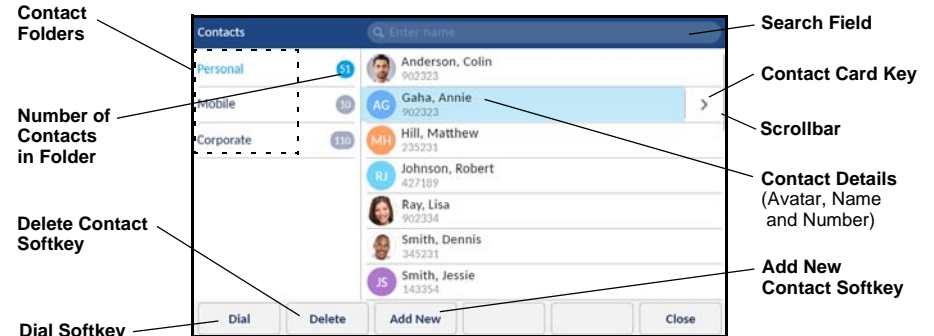 Contact
Folders
Number of
Contacts
in Folder
Delete Contact
Softkey
Dial Softkey
Contacts
Personal
51
Mobile
10
Corporate
110
Enter name
Anderson, Colin
902323
AG
Gaha, Annie
902323
MH
Hill, Matthew
235231
RJ
Johnson, Robert
427189
Ray, Lisa
902334
Smith, Dennis
345231
JS
Smith, Jessie
143354
Dial
Delete
Add New
Close
Search Field
Contact Card Key
Scrollbar
Contact Details
(Avatar, Name
and Number)
Add New
Contact Softkey